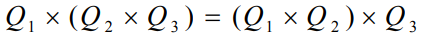 Q₁ × (Q₂ × Q₃) = (Q₁ × Q₂) × Q₃